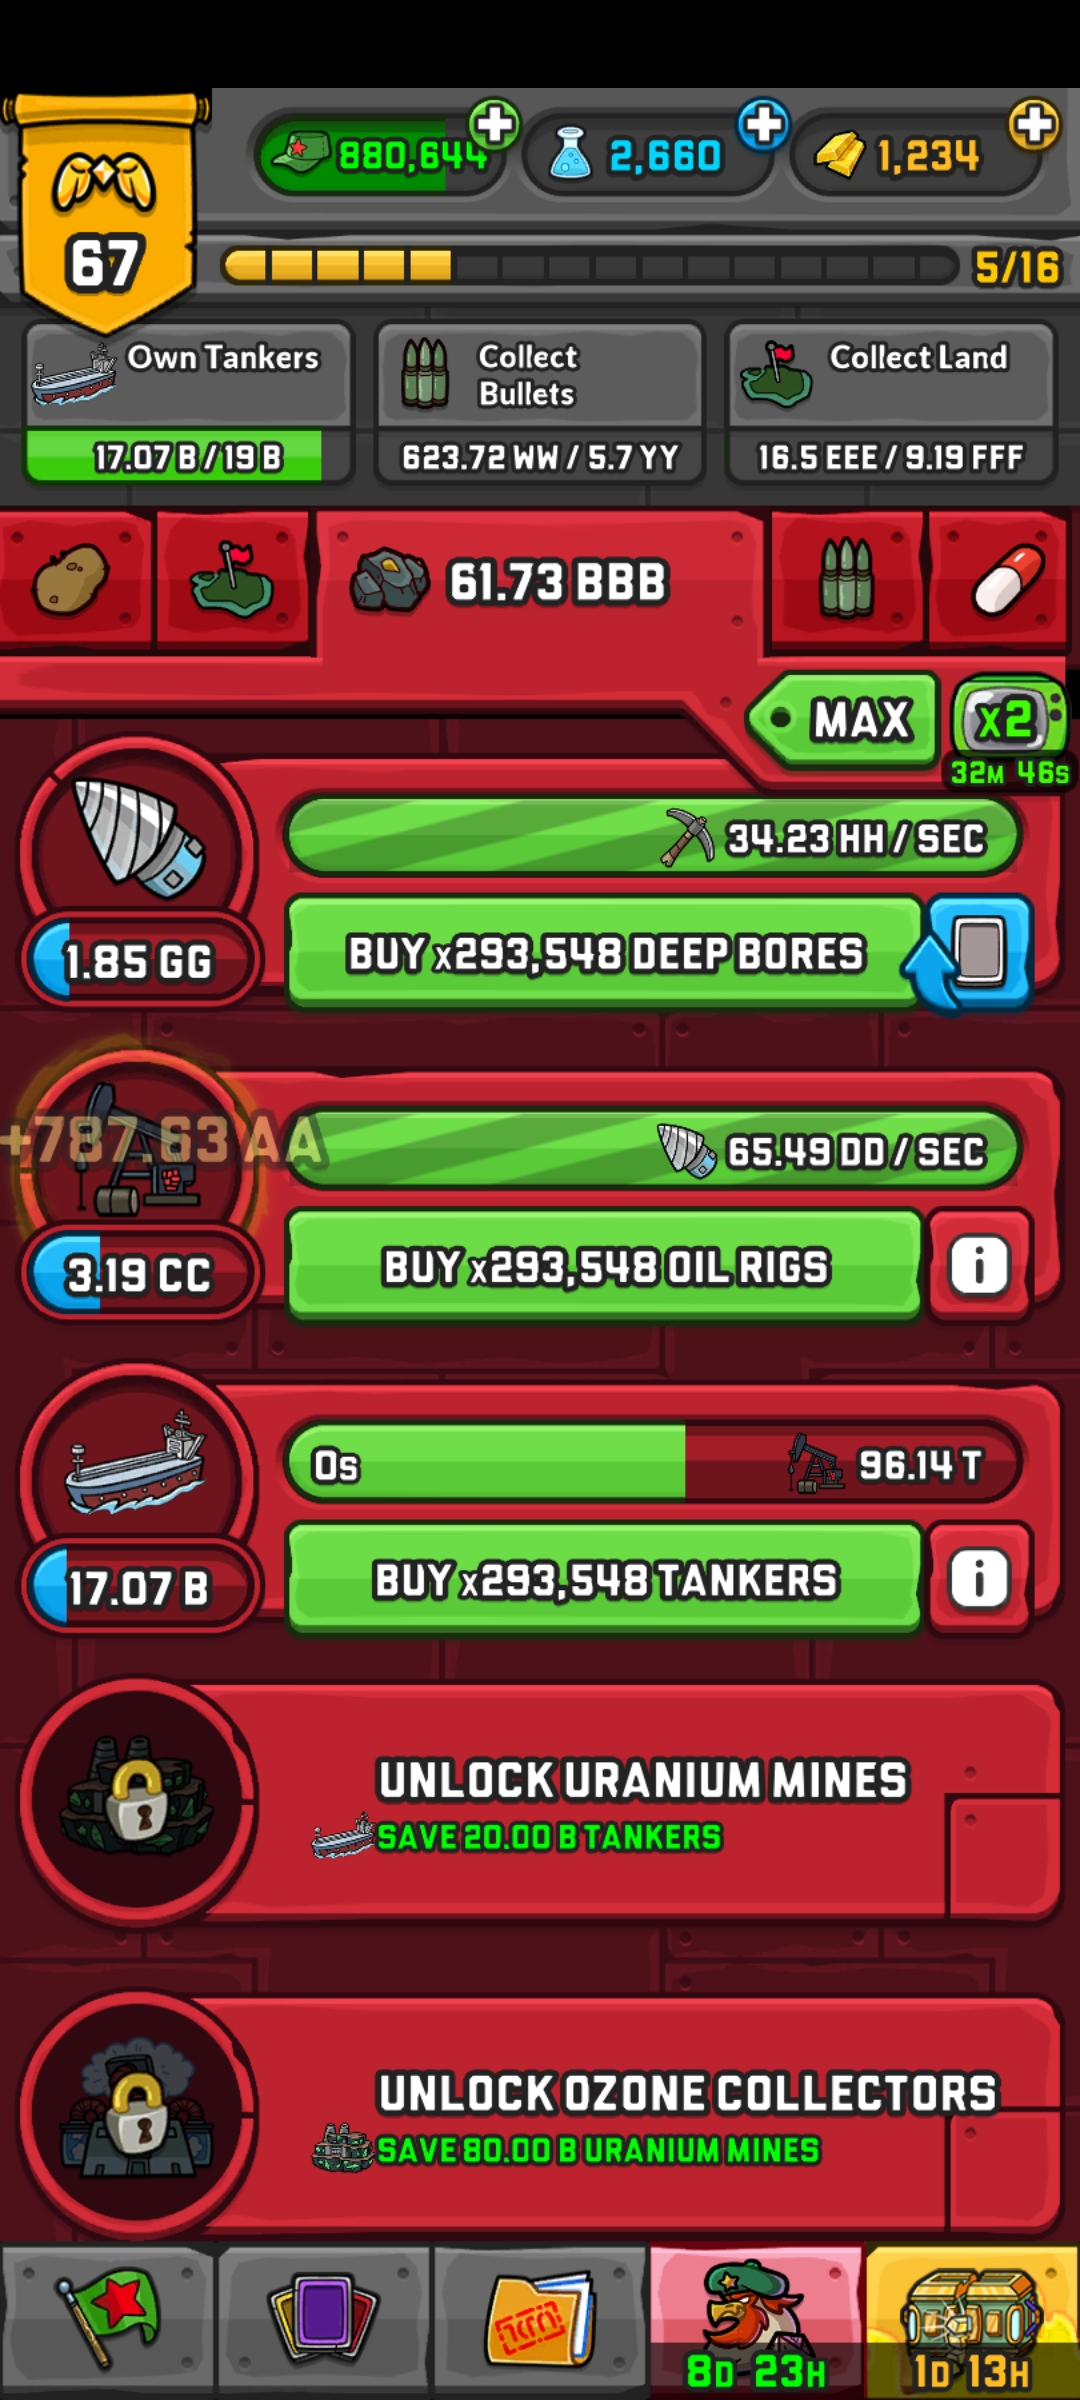 880,644
2,660
1,234
67
5/16
Own Tankers
17.07 B / 19 B
Collect
Bullets
623.72 WW / 5.7 YY
Collect Land
16.5 EEE / 9.19 FFF
61.73 BBB
MAX
x2
32M 46S
34.23 HH / SEC
1.85 GG
BUY x293,548 DEEP BORES
+787.63 AA
65.49 DD / SEC
3.19 CC
BUY x293,548 OIL RIGS
i
0s
96.14 T
17.07 B
BUY x293,548 TANKERS
i
UNLOCK URANIUM MINES
SAVE 20.00 B TANKERS
UNLOCK OZONE COLLECTORS
SAVE 80.00 B URANIUM MINES
8D 23H
1D 13H